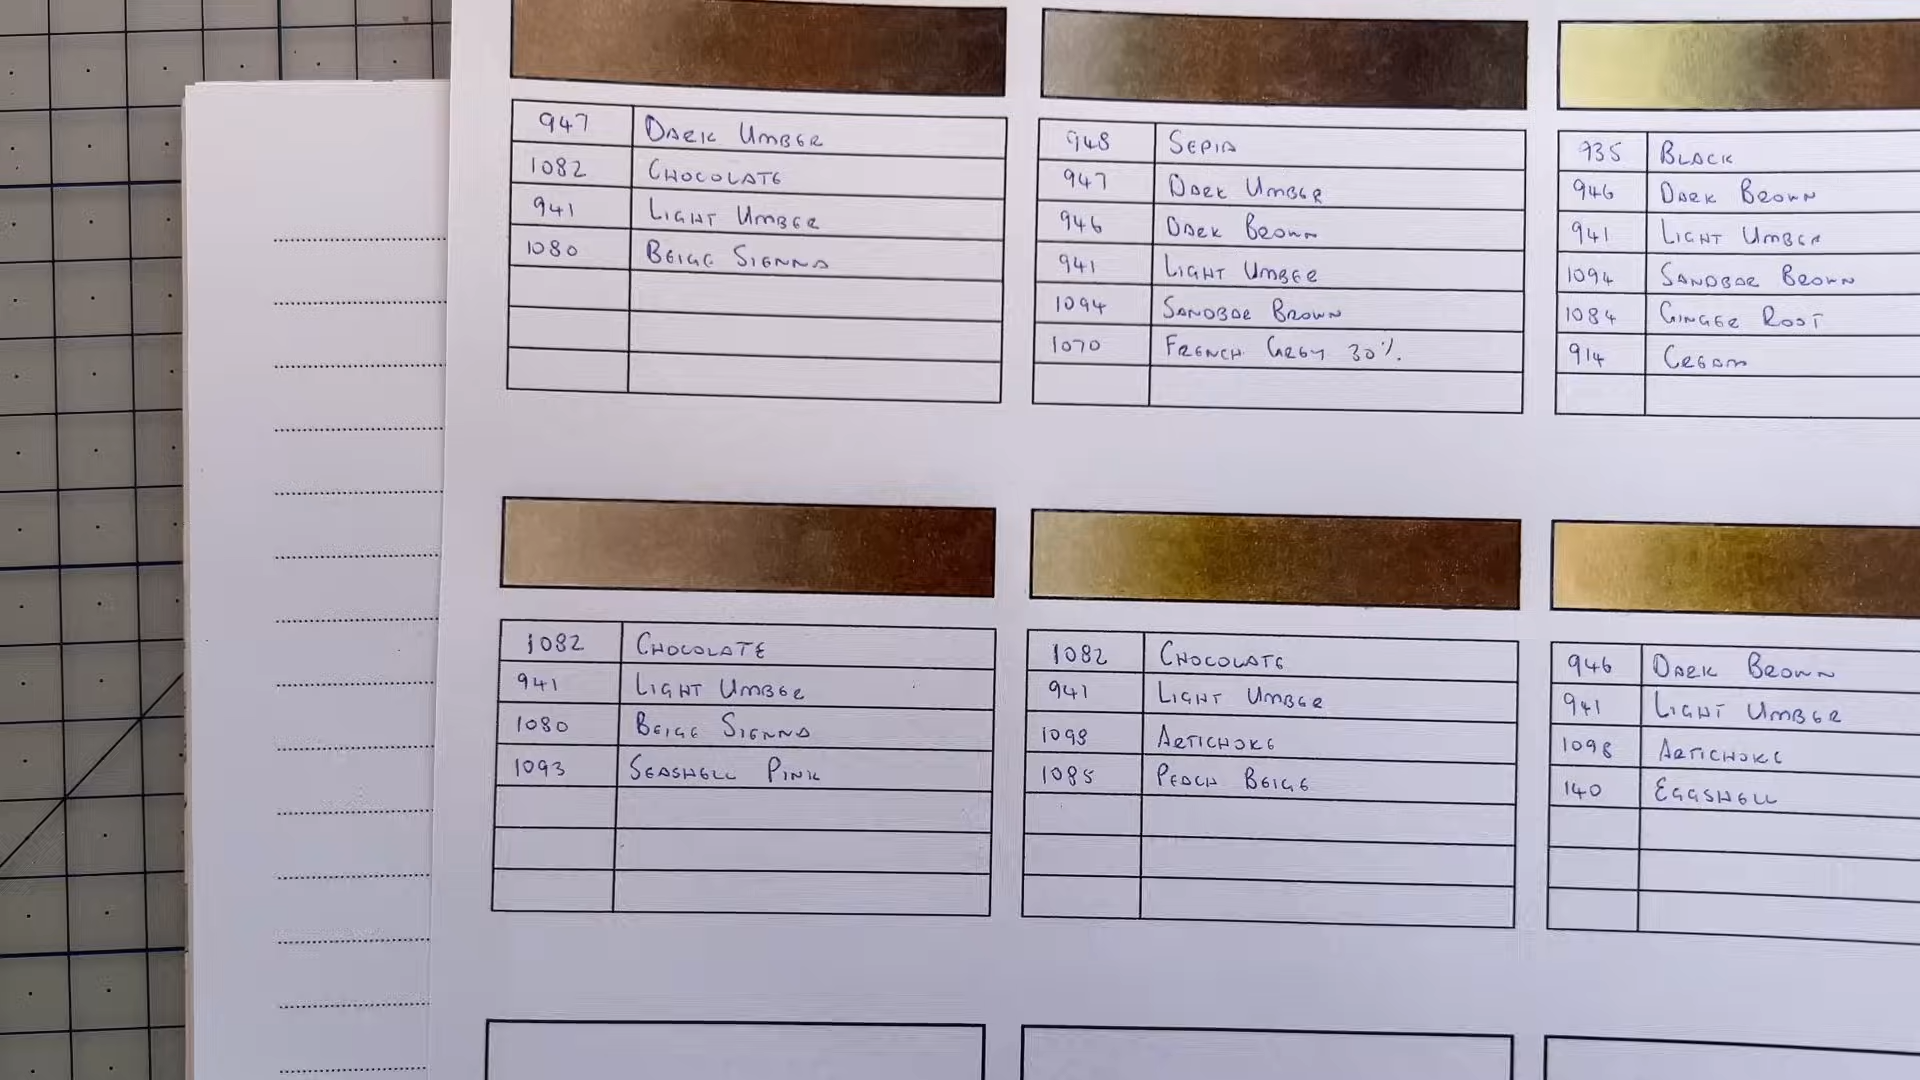 947 DARK UMBER
1082 CHOCOLATE
941 LIGHT UMBER
1080 BEIGE SIENNA
948 SEPIA
947 DARK UMBER
946 DARK BROWN
941 LIGHT UMBER
1094 SANDBAR BROWN
1070 FRENCH GREY 30%.
935 BLACK
946 DARK BROWN
941 LIGHT UMBER
1094 SANDBAR BROWN
1084 GINGER ROOT
914 CREAM
1082 CHOCOLATE
941 LIGHT UMBER
1080 BEIGE SIENNA
1093 SEASHELL PINK
1082 CHOCOLATE
941 LIGHT UMBER
1098 ARTICHOKE
1085 PEACH BEIGE
946 DARK BROWN
941 LIGHT UMBER
1098 ARTICHOKE
140 EGGSHELL